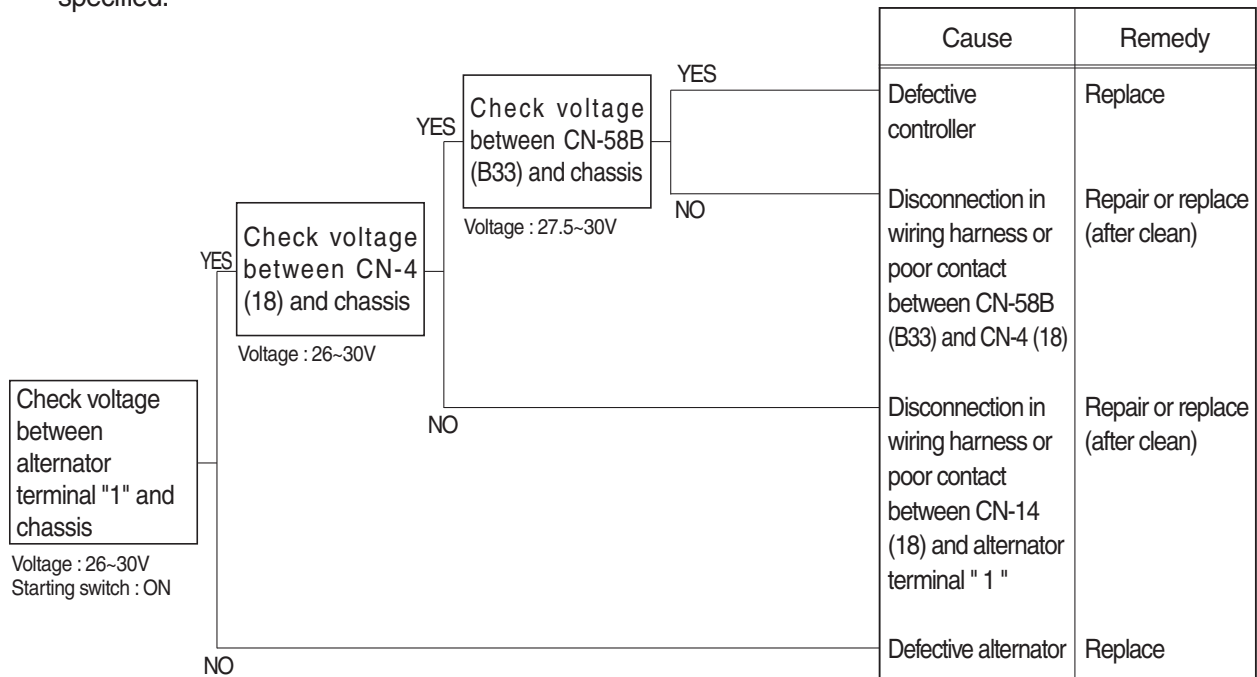 specified.
Cause
Remedy
YES
Check voltage
between CN-58B
(B33) and chassis
Voltage : 27.5~30V
YES
NO
Defective
controller
Replace
Disconnection in
wiring harness or
poor contact
between CN-58B
(B33) and CN-4 (18)
Repair or replace
(after clean)
YES
Check voltage
between CN-4
(18) and chassis
Voltage : 26~30V
NO
Check voltage
between
alternator
terminal "1" and
chassis
Voltage : 26~30V
Starting switch : ON
Disconnection in
wiring harness or
poor contact
between CN-14
(18) and alternator
terminal " 1 "
Repair or replace
(after clean)
NO
Defective alternator
Replace